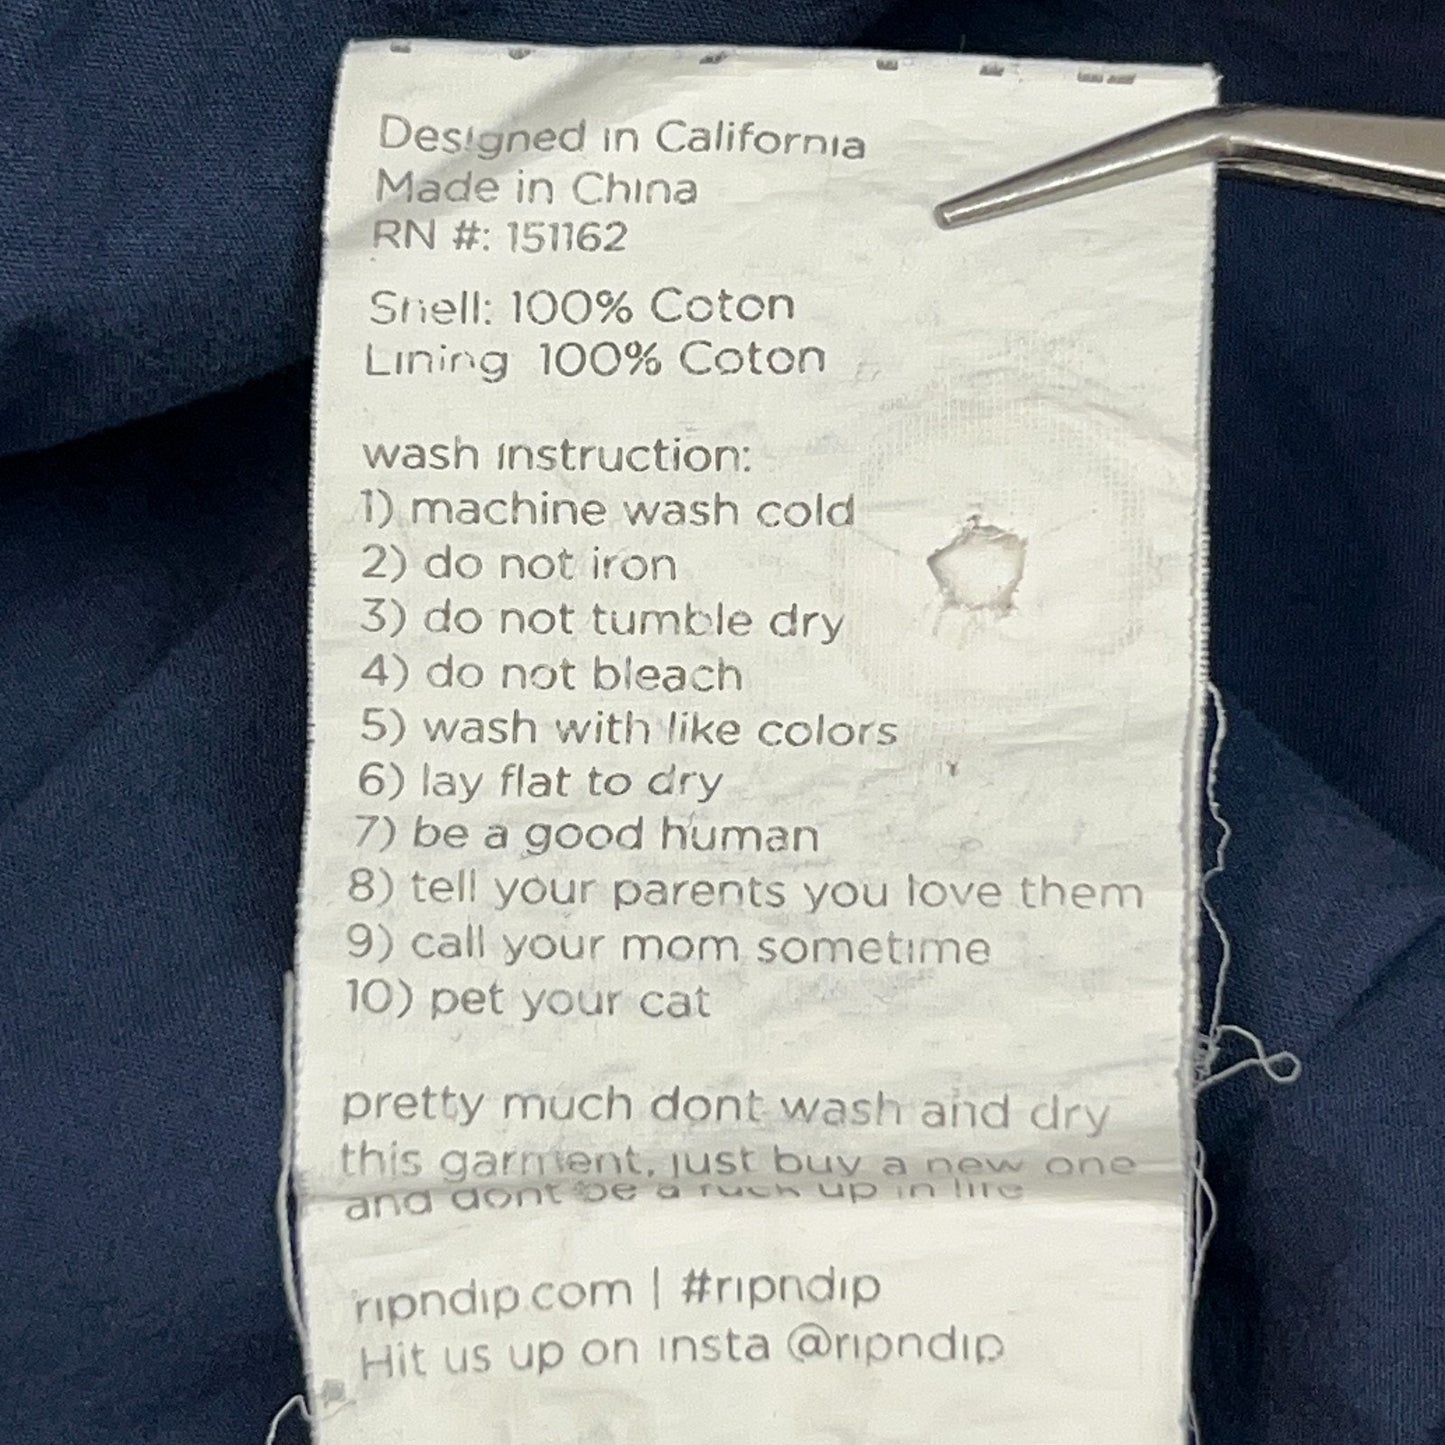 Designed in California
Made in China
RN #: 151162
Shell: 100% Coton
Lining 100% Coton
wash instruction:
1) machine wash cold
2) do not iron
3) do not tumble dry
4) do not bleach
5) wash with like colors
6) lay flat to dry
7) be a good human
8) tell your parents you love them
9) call your mom sometime
10) pet your cat
pretty much dont wash and dry
this garment, just buy a new one
and dont be a fuck up in life
ripndip.com | #ripndip
Hit us up on insta @ripndip